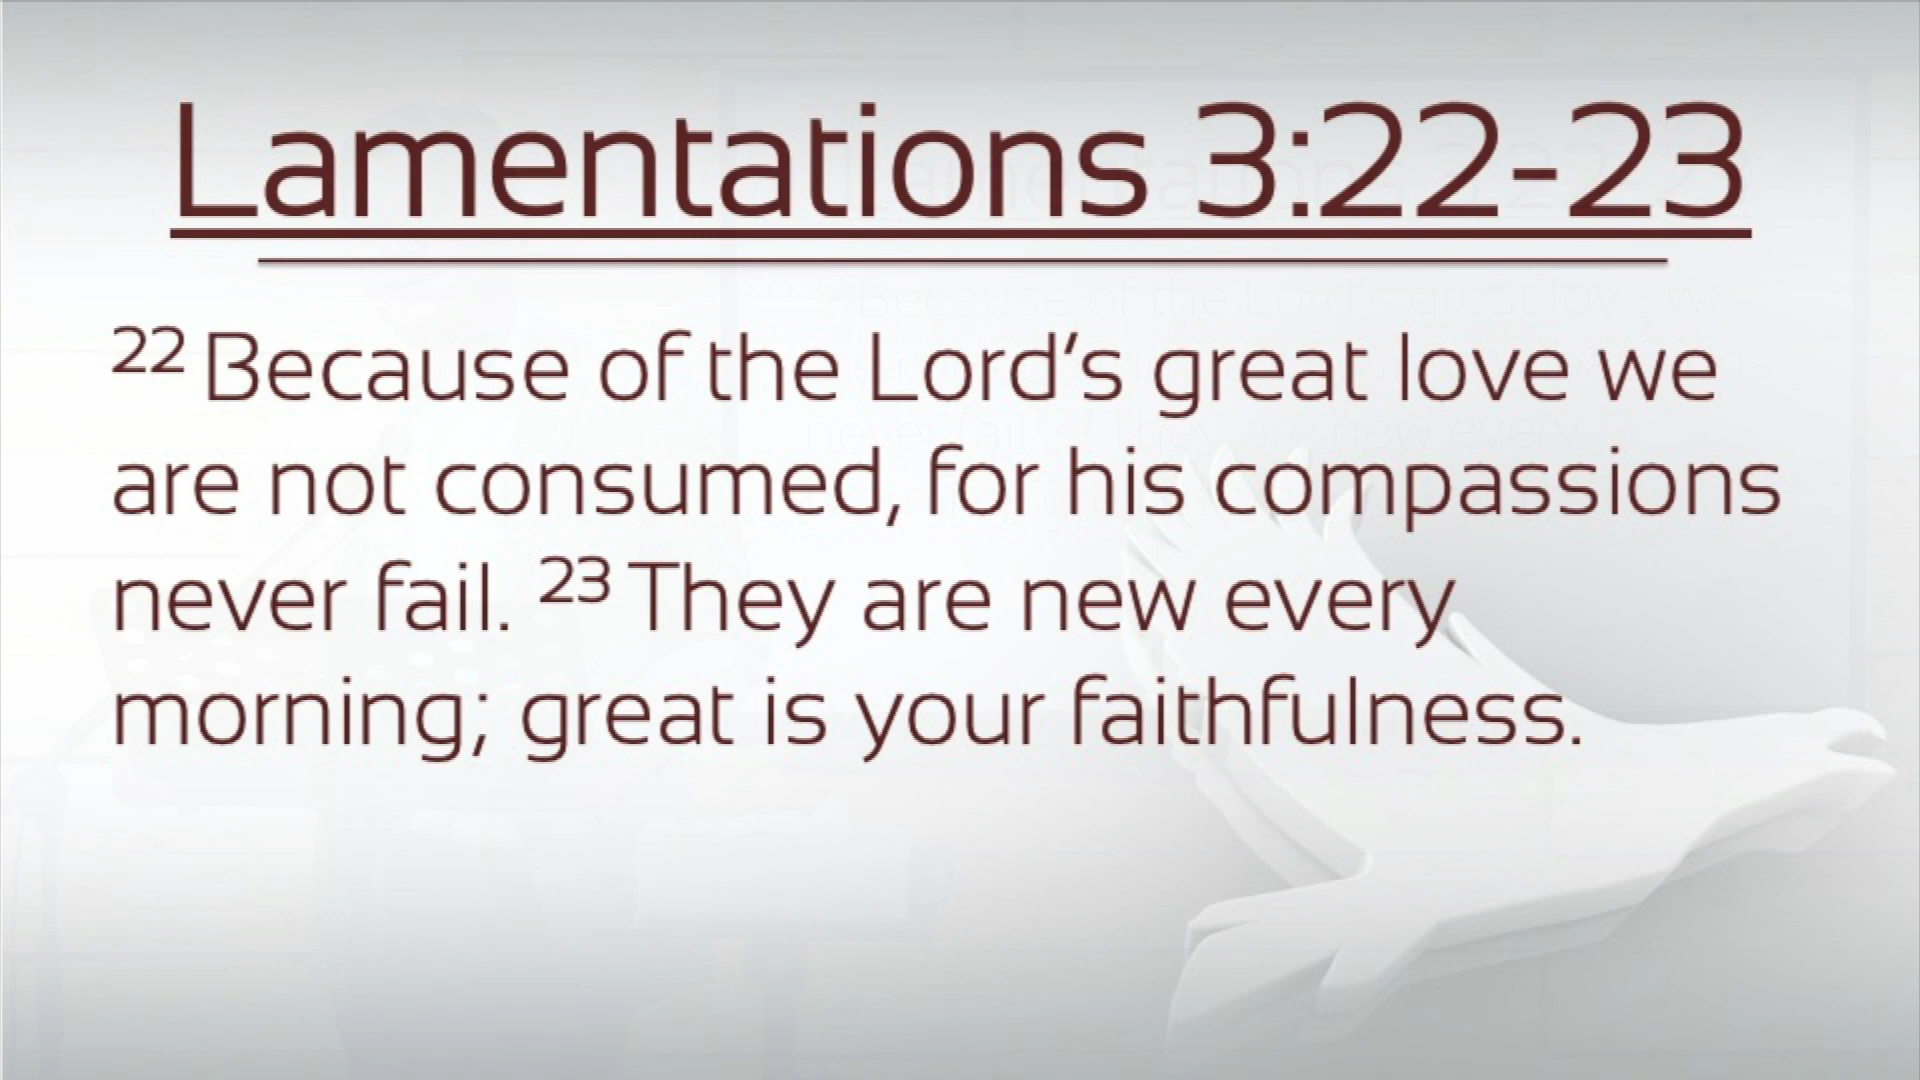 Lamentations 3:22-23
22 Because of the Lord’s great love we
are not consumed, for his compassions
never fail. 23 They are new every
morning; great is your faithfulness.